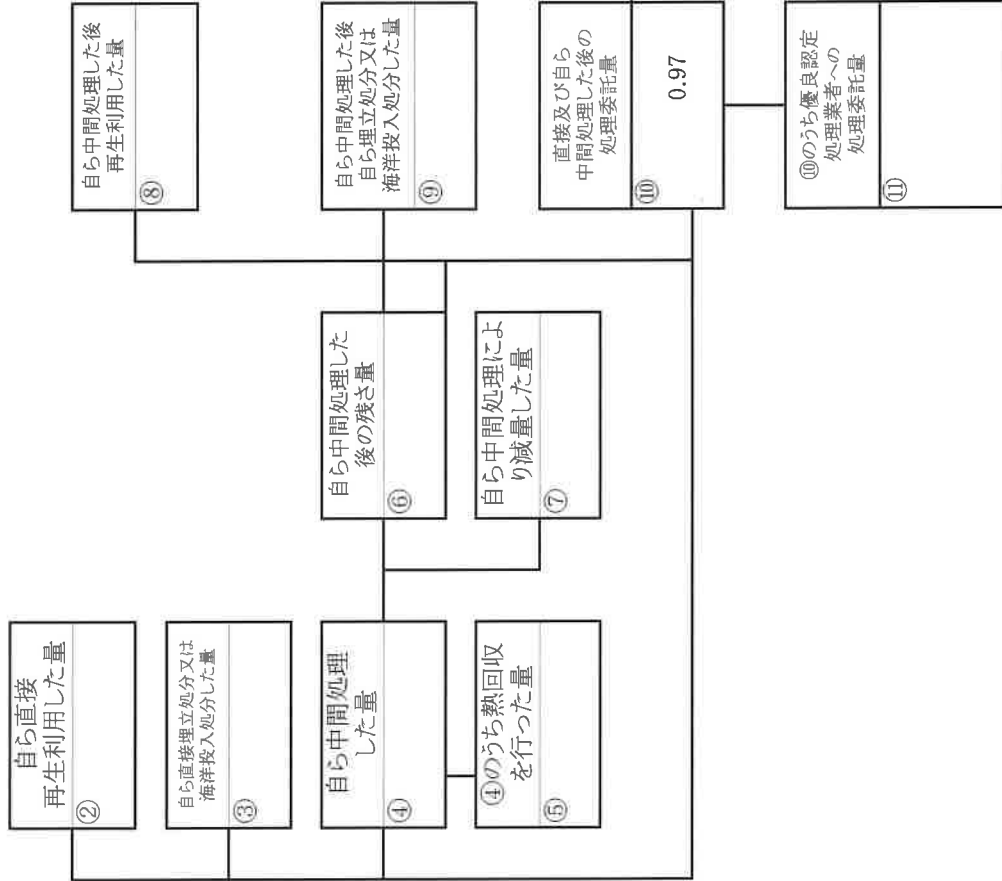 自ら直接
再生利用した量
②
自ら直接埋立処分又は
海洋投入処分した量
③
自ら中間処理
した量
④
④のうち熱回収
を行った量
⑤
自ら中間処理した
後の残さ量
⑥
自ら中間処理によ
り減量した量
⑦
自ら中間処理した後
再生利用した量
⑧
自ら中間処理した後
自ら埋立処分又は
海洋投入処分した量
⑨
直接及び自ら
中間処理した後の
処理委託量
⑩
0.97
⑩のうち優良認定
処理業者への
処理委託量
⑪